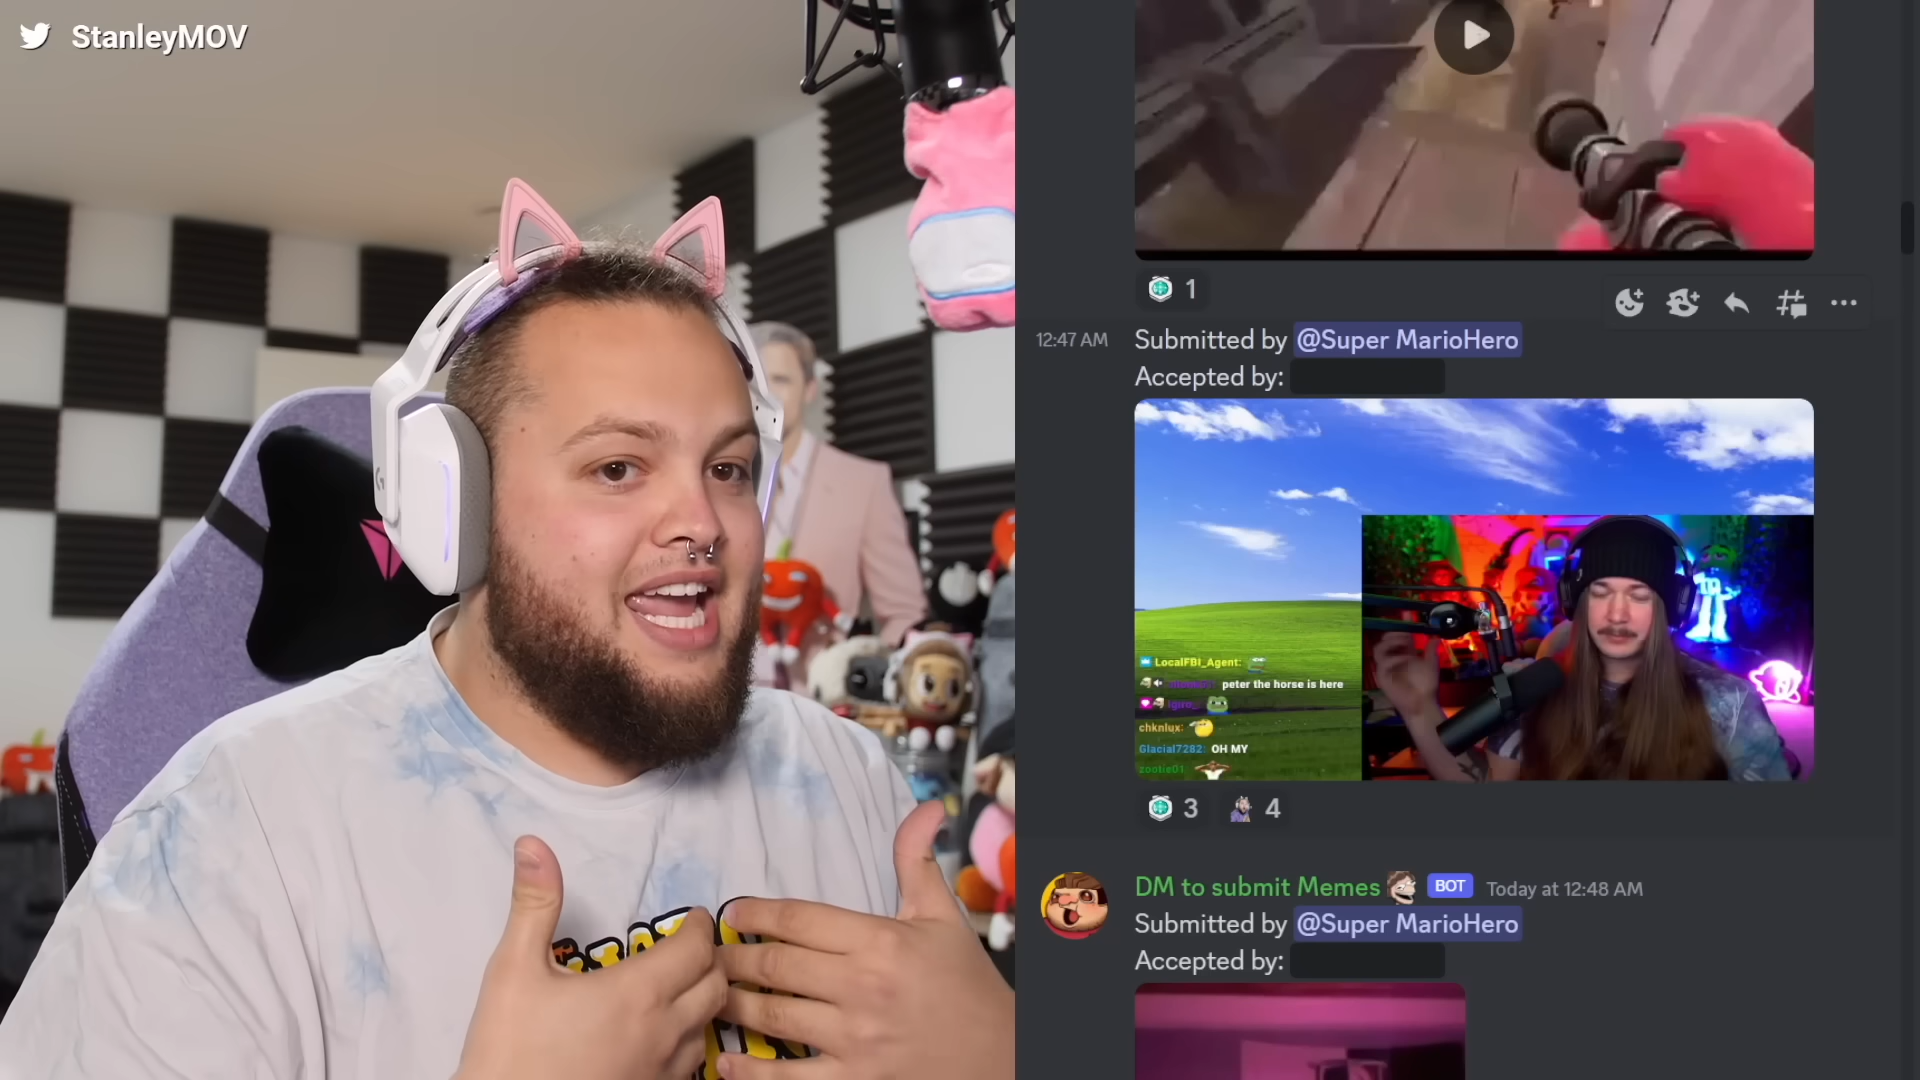 StanleyMOV
1
12:47 AM Submitted by @Super MarioHero
Accepted by:
LocalFBI_Agent:
peter the horse is here
chknlux:
Glacial7282: OH MY
zootie01:
3 4
DM to submit Memes BOT Today at 12:48 AM
Submitted by @Super MarioHero
Accepted by: